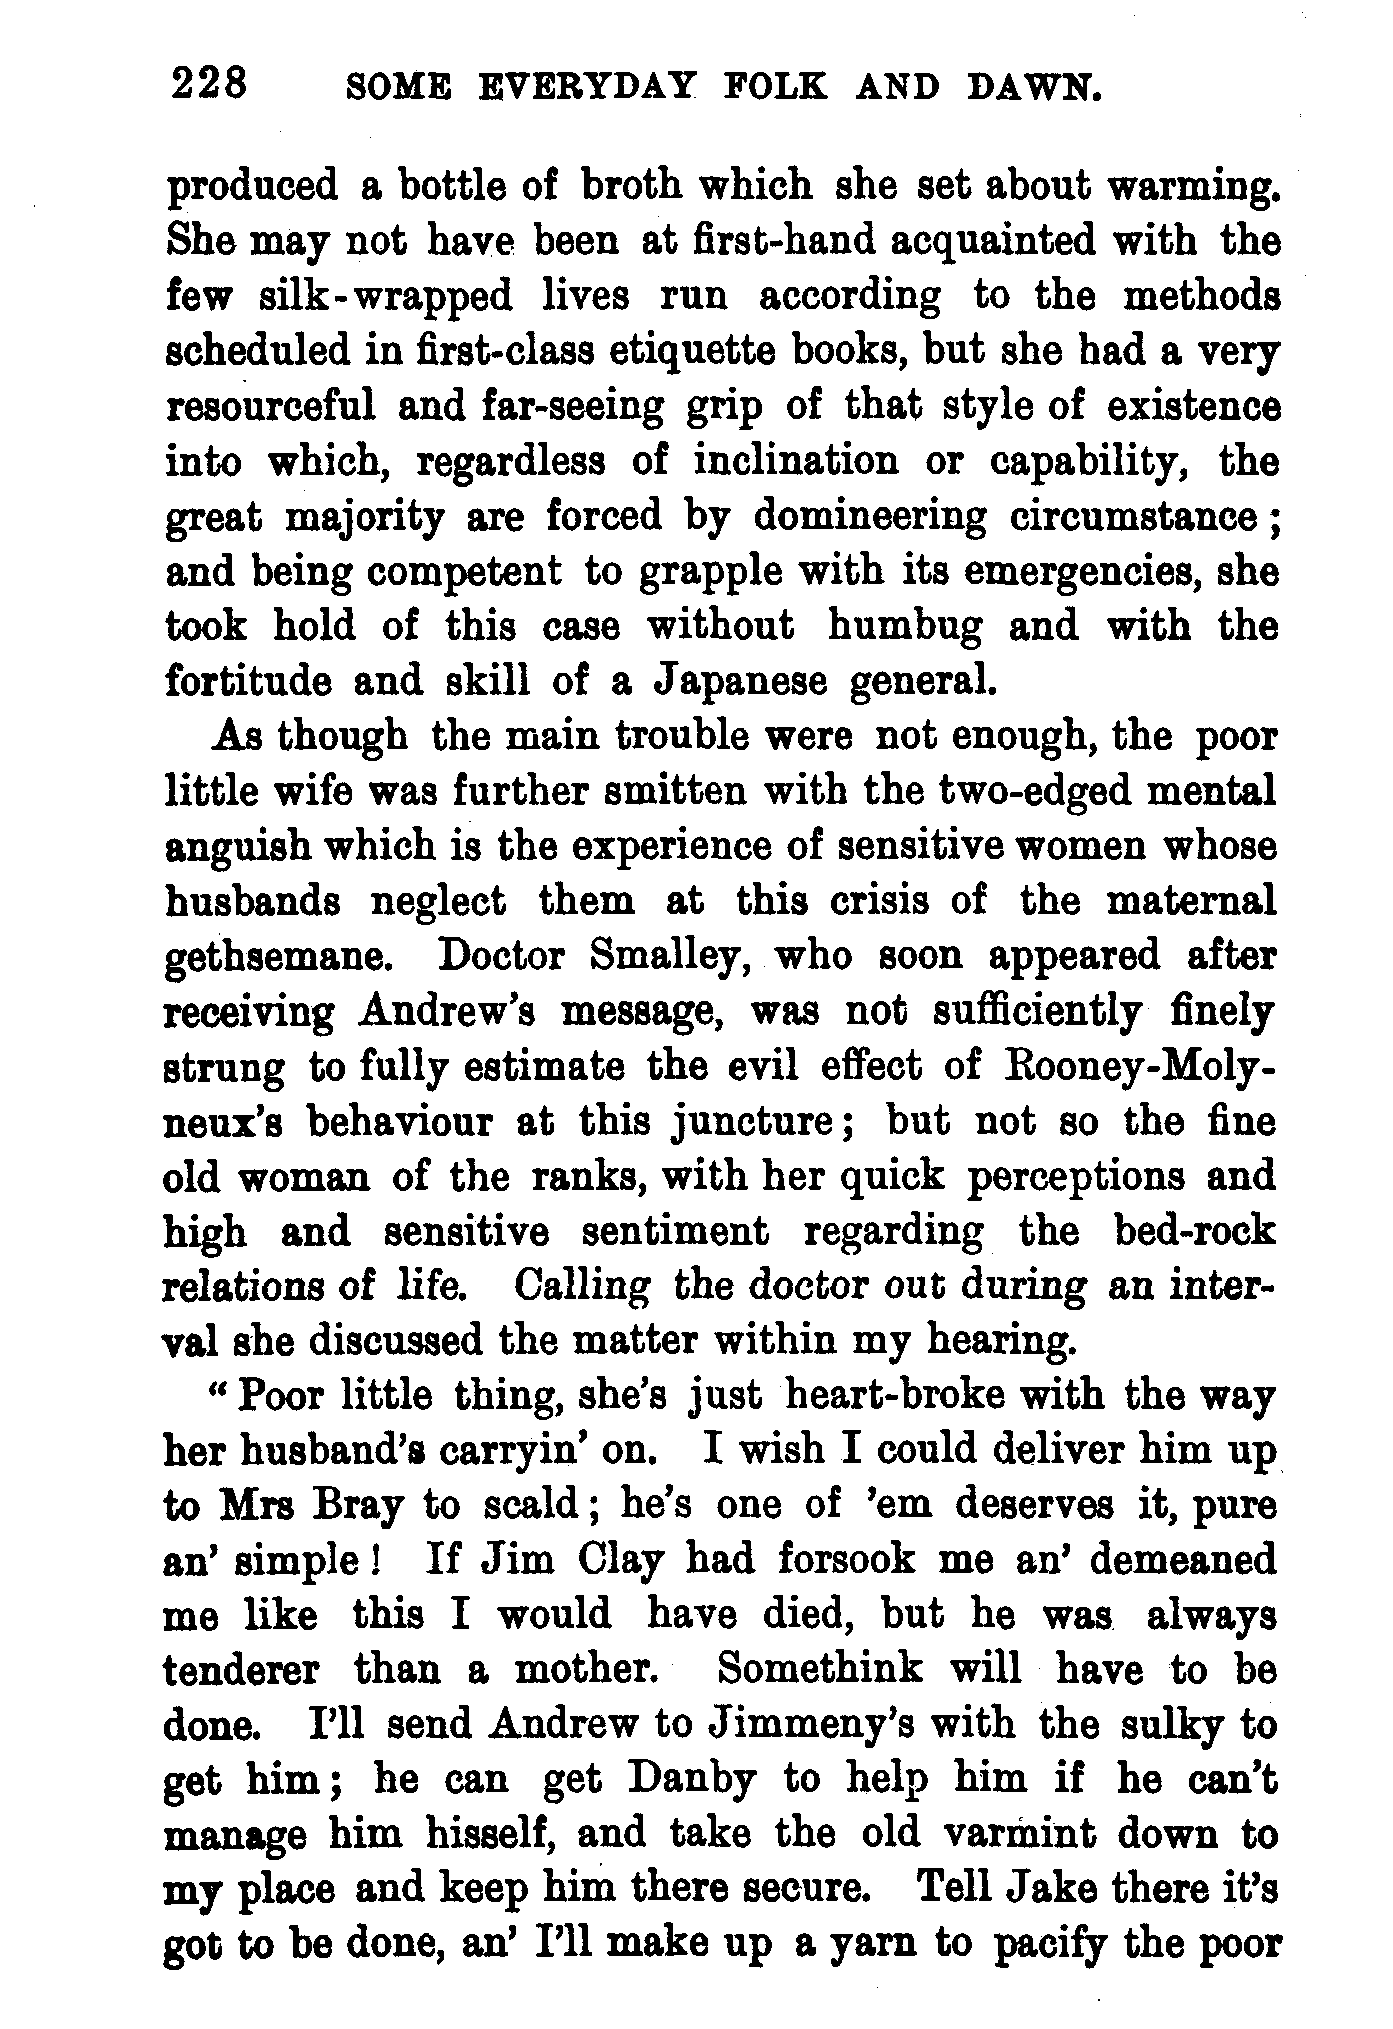 228 SOME EVERYDAY FOLK AND DAWN.
produced a bottle of broth which she set about warming.
She may not have been at first-hand acquainted with the
few silk-wrapped lives run according to the methods
scheduled in first-class etiquette books, but she had a very
resourceful and far-seeing grip of that style of existence
into which, regardless of inclination or capability, the
great majority are forced by domineering circumstance;
and being competent to grapple with its emergencies, she
took hold of this case without humbug and with the
fortitude and skill of a Japanese general.
As though the main trouble were not enough, the poor
little wife was further smitten with the two-edged mental
anguish which is the experience of sensitive women whose
husbands neglect them at this crisis of the maternal
gethsemane. Doctor Smalley, who soon appeared after
receiving Andrew's message, was not sufficiently finely
strung to fully estimate the evil effect of Rooney-Moly-
neux's behaviour at this juncture; but not so the fine
old woman of the ranks, with her quick perceptions and
high and sensitive sentiment regarding the bed-rock
relations of life. Calling the doctor out during an inter-
val she discussed the matter within my hearing.
"Poor little thing, she's just heart-broke with the way
her husband's carryin' on. I wish I could deliver him up
to Mrs Bray to scald; he's one of 'em deserves it, pure
an' simple! If Jim Clay had forsook me an' demeaned
me like this I would have died, but he was always
tenderer than a mother. Somethink will have to be
done. I'll send Andrew to Jimmeny's with the sulky to
get him; he can get Danby to help him if he can't
manage him hisself, and take the old varmint down to
my place and keep him there secure. Tell Jake there it's
got to be done, an' I'll make up a yarn to pacify the poor